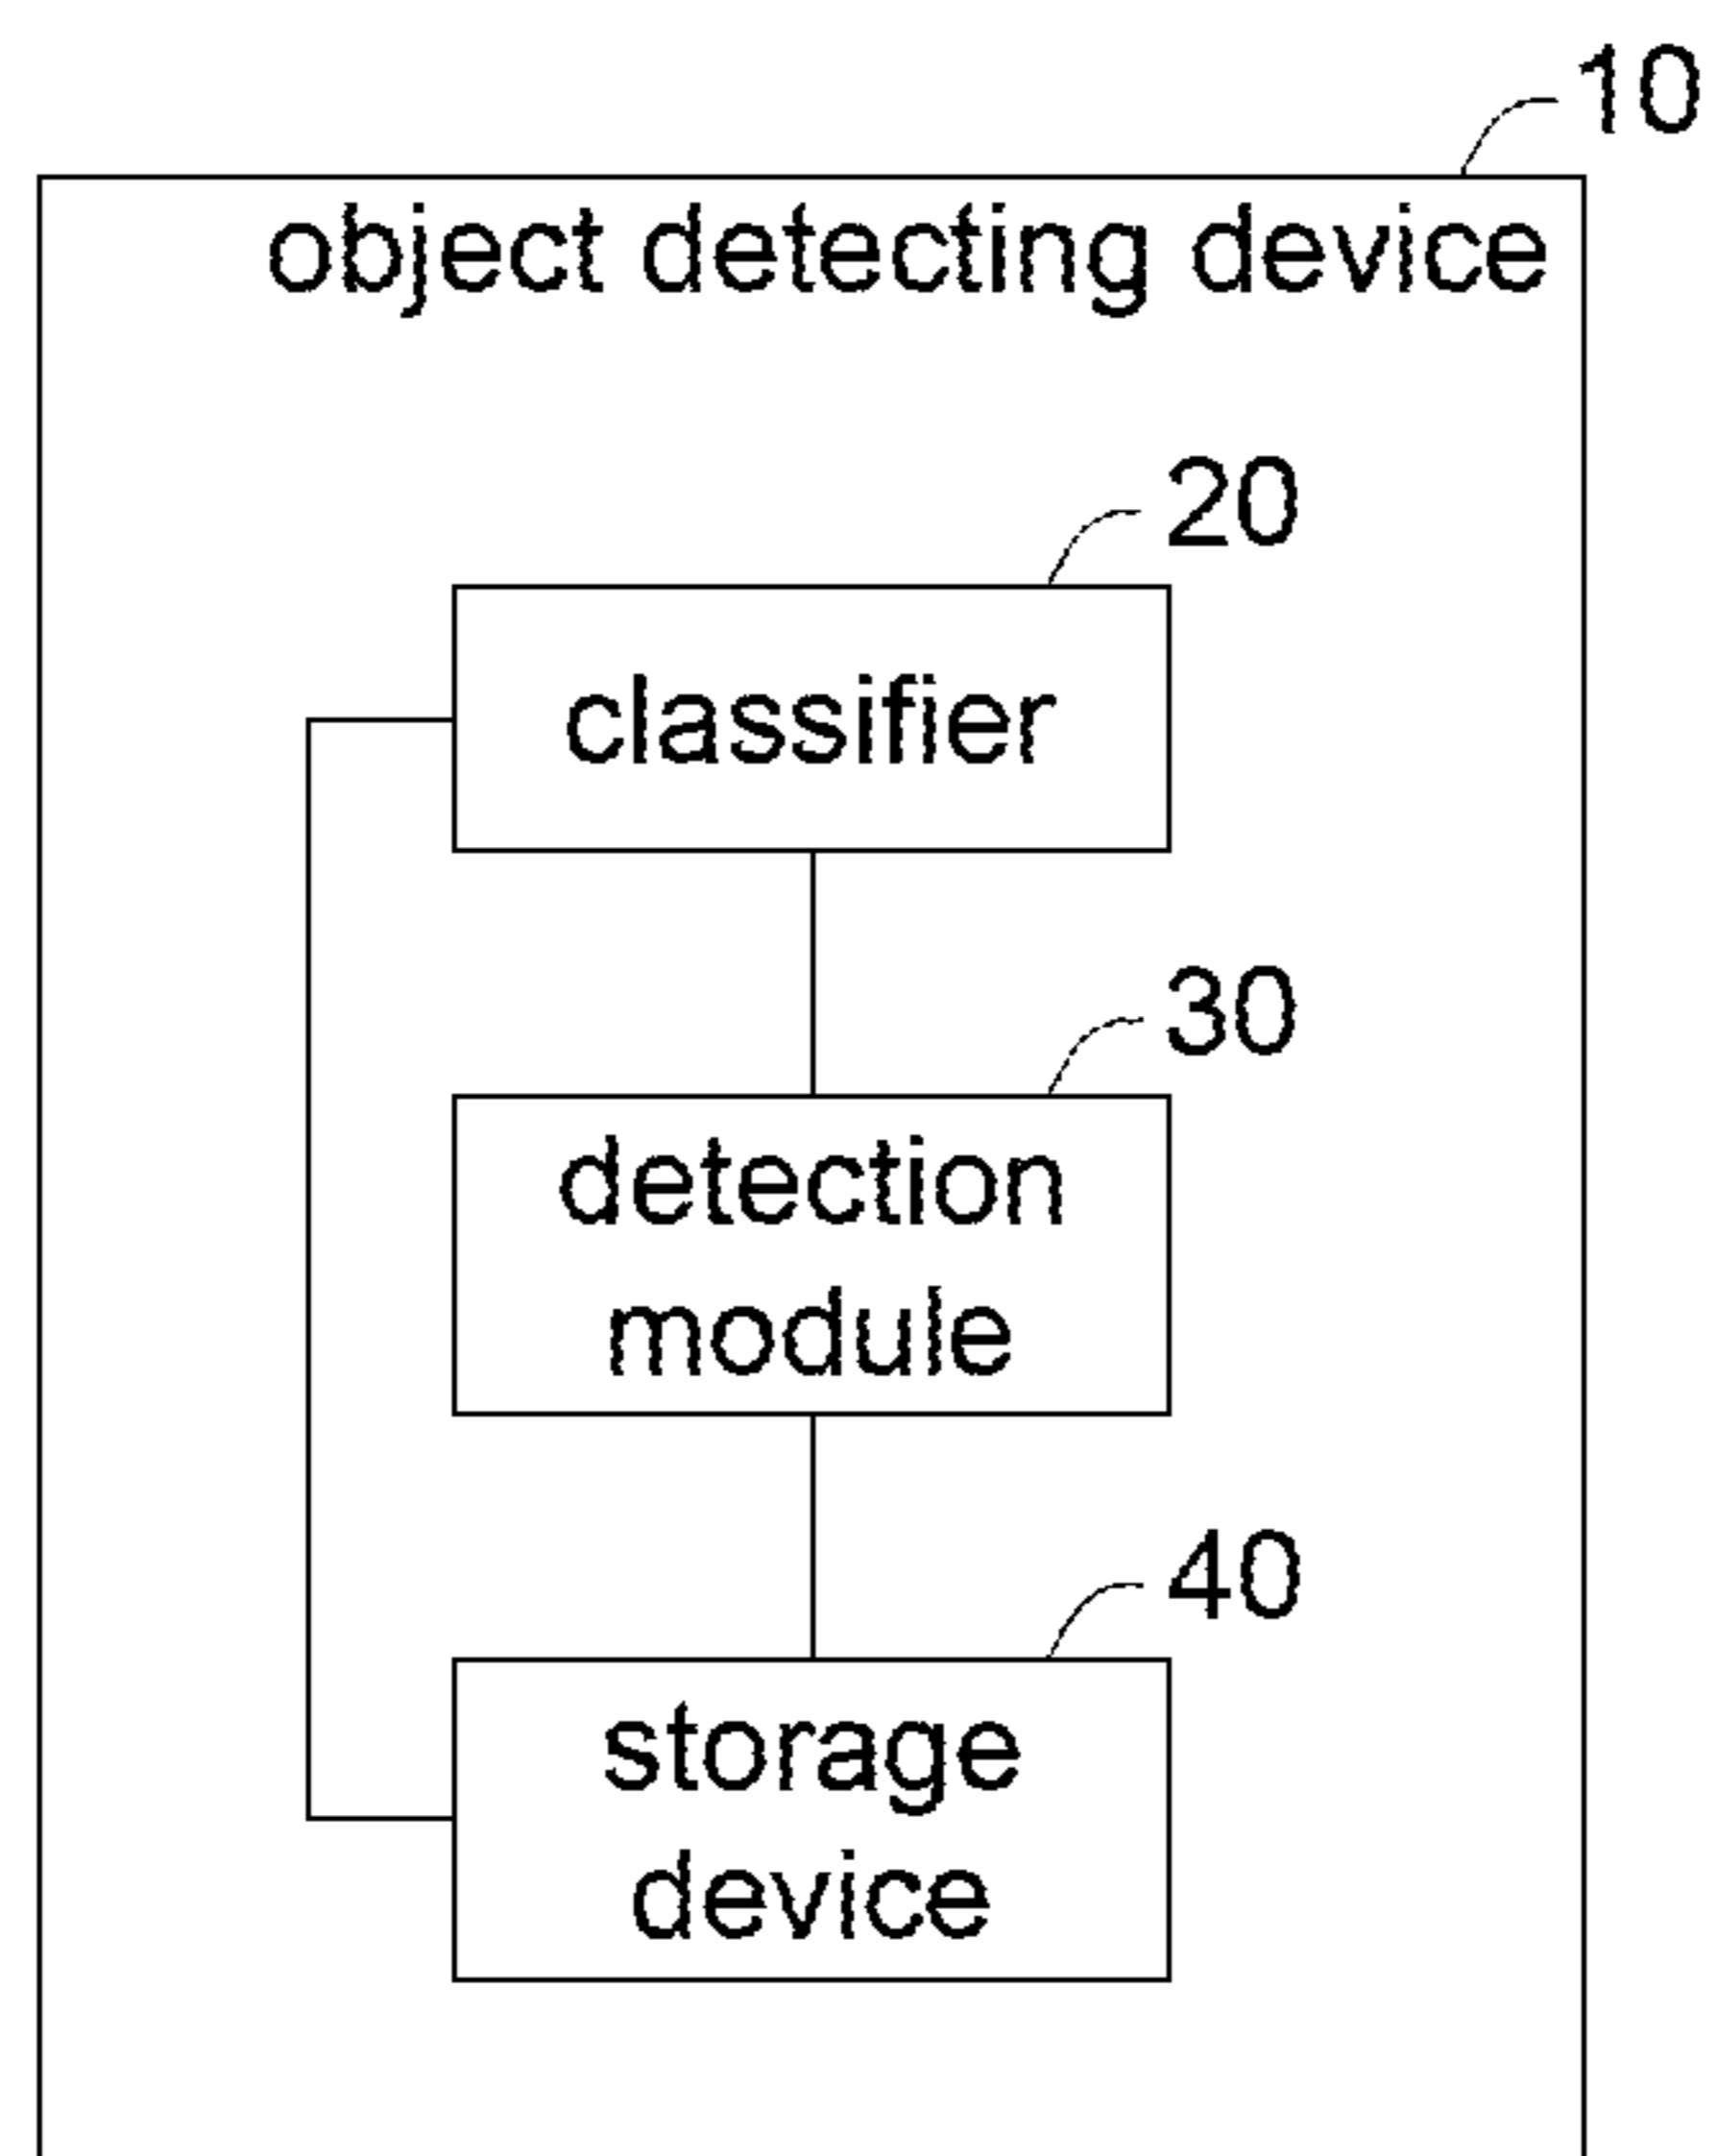 10
object detecting device
20
classifier
30
detection
module
40
storage
device